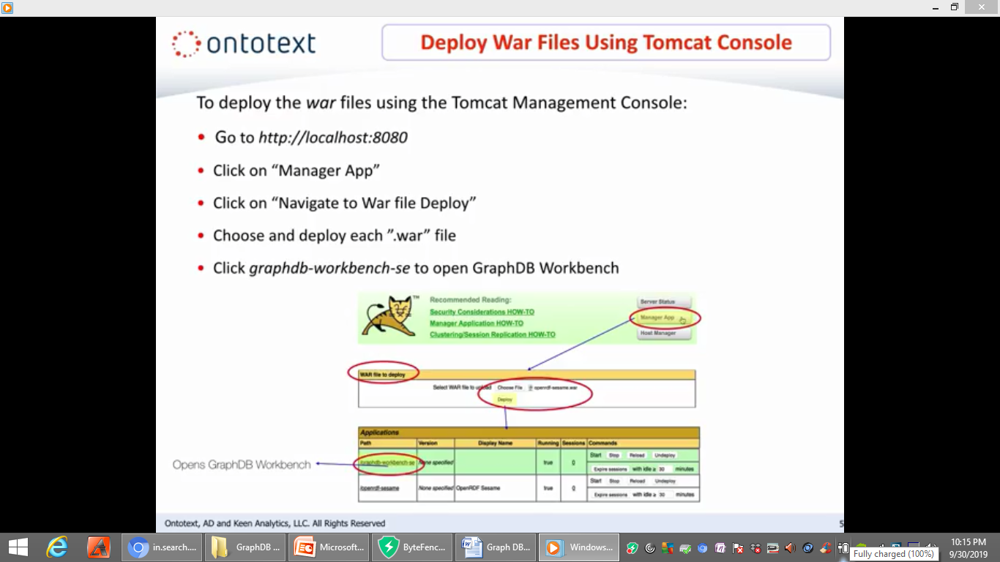 ontotext
Deploy War Files Using Tomcat Console
To deploy the war files using the Tomcat Management Console:
• Go to http://localhost:8080
• Click on “Manager App”
• Click on “Navigate to War file Deploy”
• Choose and deploy each ”.war” file
• Click graphdb-workbench-se to open GraphDB Workbench
TM
Recommended Reading:
Security Considerations HOW-TO
Manager Application HOW-TO
Clustering/Session Replication HOW-TO
Server Status
Manager App
Host Manager
WAR file to deploy
Select WAR file to upload Choose File openrdf-sesame.war
Deploy
Applications
Path Version Display Name Running Sessions Commands
/graphdb-workbench-se None specified true 0 Start Stop Reload Undeploy
Expire sessions with idle ≥ 30 minutes
/openrdf-sesame None specified OpenRDF Sesame true 0 Start Stop Reload Undeploy
Expire sessions with idle ≥ 30 minutes
Opens GraphDB Workbench
Ontotext, AD and Keen Analytics, LLC. All Rights Reserved 5
in.search.... GraphDB ... Microsoft... ByteFenc... Graph DB... Windows... 10:15 PM
Fully charged (100%) 9/30/2019